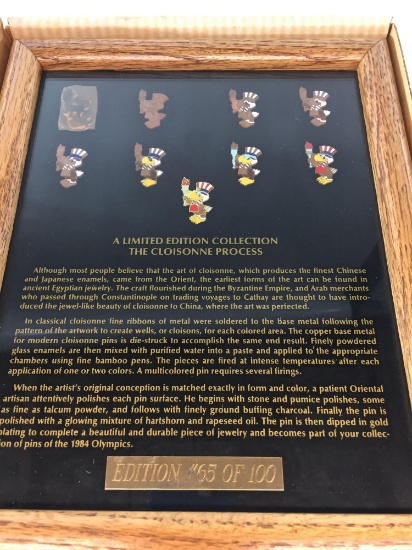 A LIMITED EDITION COLLECTION
THE CLOISONNE PROCESS
Although most people believe that the art of cloisonne, which produces the finest Chinese
and Japanese enamels, came from the Orient, the earliest forms of the art can be found in
ancient Egyptian jewelry. The craft flourished during the Byzantine Empire, and Arab merchants
who passed through Constantinople on trading voyages to Cathay are thought to have intro-
duced the jewel-like beauty of cloisonne to China, where the art was perfected.
In classical cloisonne fine ribbons of metal were soldered to the base metal following the
pattern of the artwork to create wells, or cloisons, for each colored area. The copper base metal
for modern cloisonne pins is die-struck to accomplish the same end result. Finely powdered
glass enamels are then mixed with purified water into a paste and applied to the appropriate
chambers using fine bamboo pens. The pieces are fired at intense temperatures after each
application of one or two colors. A multicolored pin requires several firings.
When the artist's original conception is matched exactly in form and color, a patient Oriental
artisan attentively polishes each pin surface. He begins with stone and pumice polishes, some
as fine as talcum powder, and follows with finely ground buffing charcoal. Finally the pin is
polished with a glowing mixture of hartshorn and rapeseed oil. The pin is then dipped in gold
plating to complete a beautiful and durable piece of jewelry and becomes part of your collec-
ion of pins of the 1984 Olympics.
EDITION #65 OF 100